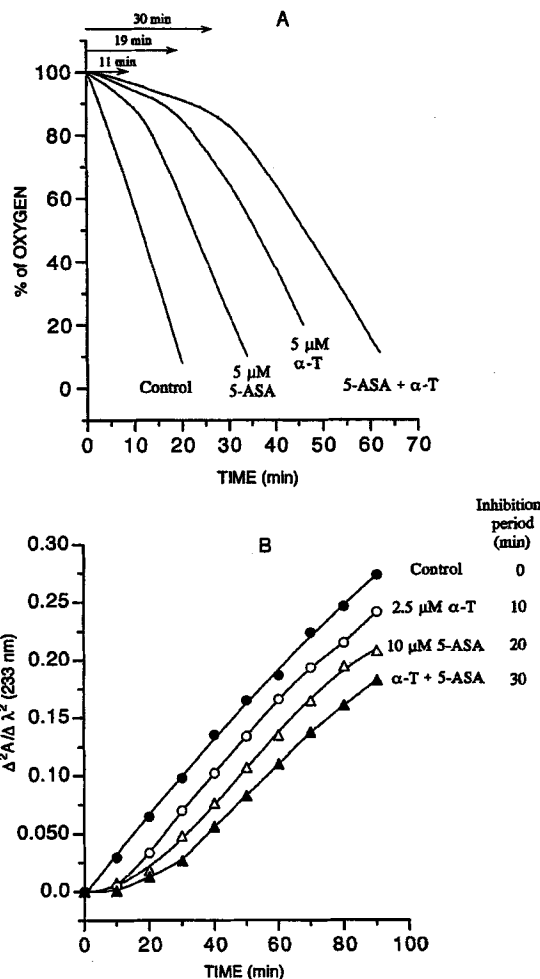 30 min
A
19 min
11 min
100
80
60
40
20
0
% of OXYGEN
Control
5 µM
5-ASA
5 µM
α-T
5-ASA + α-T
0 10 20 30 40 50 60 70
TIME (min)
Inhibition
period
(min)
B
0.30
0.25
0.20
0.15
0.10
0.050
0.0
Δ²A/Δ λ² (233 nm)
Control 0
2.5 µM α-T 10
10 µM 5-ASA 20
α-T + 5-ASA 30
0 20 40 60 80 100
TIME (min)